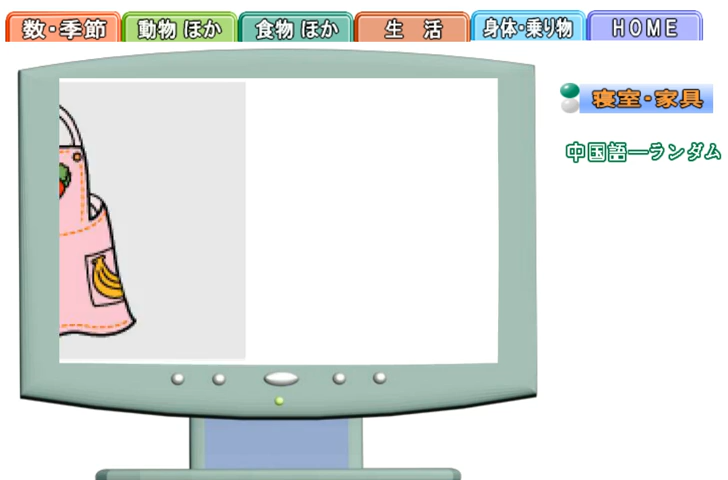 数・季節 動物 ほか 食物 ほか 生 活 身体・乗り物 HOME
寝室・家具
中国語―ランダム